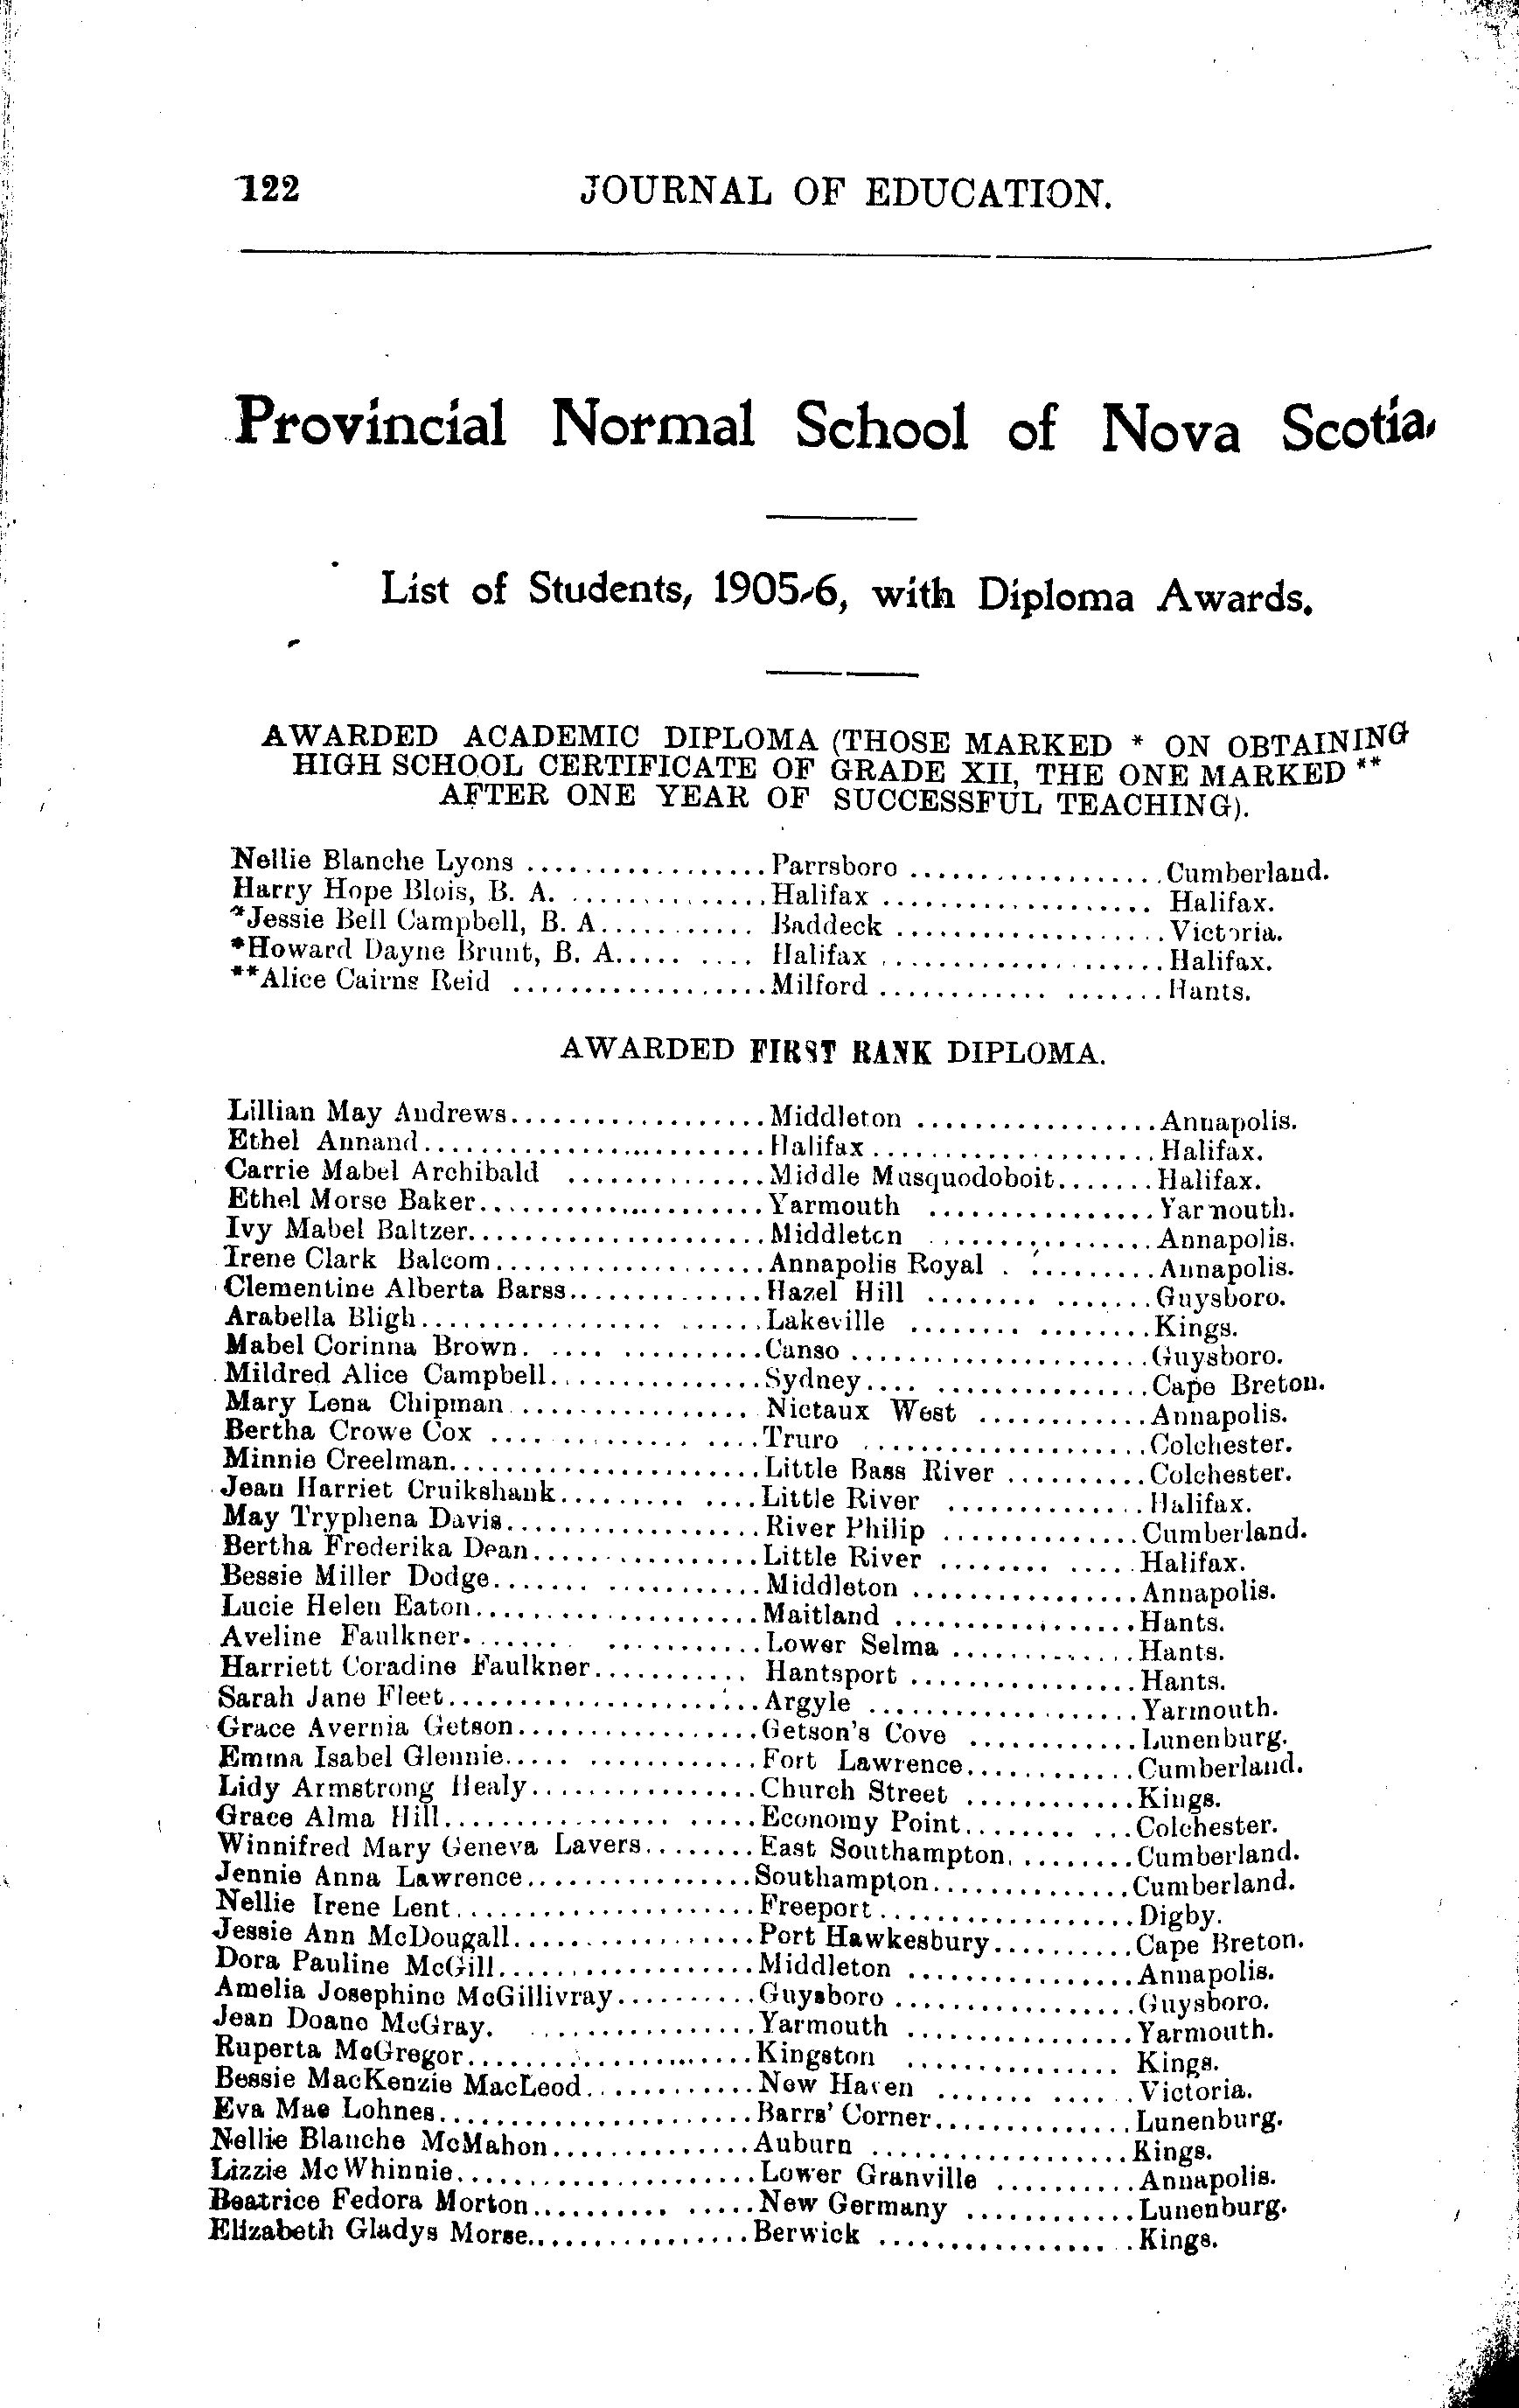 122 JOURNAL OF EDUCATION.
Provincial Normal School of Nova Scotia.
List of Students, 1905-6, with Diploma Awards.
AWARDED ACADEMIC DIPLOMA (THOSE MARKED * ON OBTAINING
HIGH SCHOOL CERTIFICATE OF GRADE XII, THE ONE MARKED **
AFTER ONE YEAR OF SUCCESSFUL TEACHING).
Nellie Blanche Lyons ................Parrsboro .................Cumberland.
Harry Hope Blois, B. A. .............Halifax .................. Halifax.
*Jessie Bell Campbell, B. A........... Baddeck ..................Victoria.
*Howard Dayne Brunt, B. A..... .... Halifax ...................Halifax.
**Alice Cairns Reid .................Milford ............ .......Hants.
AWARDED FIRST RANK DIPLOMA.
Lillian May Andrews.................Middleton .................Annapolis.
Ethel Annand........................Halifax....................Halifax.
Carrie Mabel Archibald ..............Middle Musquodoboit.......Halifax.
Ethel Morse Baker....................Yarmouth ................Yarmouth.
Ivy Mabel Baltzer.....................Middleton ................Annapolis.
Irene Clark Balcom...................Annapolis Royal . .........Annapolis.
Clementine Alberta Barss..............Hazel Hill ........ .......Guysboro.
Arabella Bligh................. ......Lakeville ........ ........Kings.
Mabel Corinna Brown. .... ..........Canso .....................Guysboro.
Mildred Alice Campbell...............Sydney.... ...............Cape Breton.
Mary Lena Chipman ................ Nictaux West ............Annapolis.
Bertha Crowe Cox .... ......... ....Truro ....................Colchester.
Minnie Creelman......................Little Bass River ..........Colchester.
Jean Harriet Cruikshank......... ....Little River ..............Halifax.
May Tryphena Davis..................River Philip ..............Cumberland.
Bertha Frederika Dean................Little River ........ .....Halifax.
Bessie Miller Dodge....... ...........Middleton ................Annapolis.
Lucie Helen Eaton....................Maitland .................Hants.
Aveline Faulkner........ ...........Lower Selma .............Hants.
Harriett Coradine Faulkner........... Hantsport ................Hants.
Sarah Jane Fleet......................Argyle ...................Yarmouth.
Grace Avernia Getson.................Getson's Cove ............Lunenburg.
Emma Isabel Glennie..... ............Fort Lawrence............Cumberland.
Lidy Armstrong Healy................Church Street ............Kings.
Grace Alma Hill................ .....Economy Point........ ...Colchester.
Winnifred Mary Geneva Lavers........East Southampton.........Cumberland.
Jennie Anna Lawrence................Southampton..............Cumberland.
Nellie Irene Lent.....................Freeport..................Digby.
Jessie Ann McDougall.................Port Hawkesbury..........Cape Breton.
Dora Pauline McGill..................Middleton ................Annapolis.
Amelia Josephine McGillivray..........Guysboro .................Guysboro.
Jean Doane McGray. ................Yarmouth ................Yarmouth.
Ruperta McGregor....................Kingston ............... Kings.
Bessie MacKenzie MacLeod............New Haven ....... ......Victoria.
Eva Mae Lohnes......................Barrs' Corner..............Lunenburg.
Nellie Blanche McMahon..............Auburn ..................Kings.
Lizzie McWhinnie.....................Lower Granville ..........Annapolis.
Beatrice Fedora Morton.......... .....New Germany ............Lunenburg.
Elizabeth Gladys Morse................Berwick ................ .Kings.